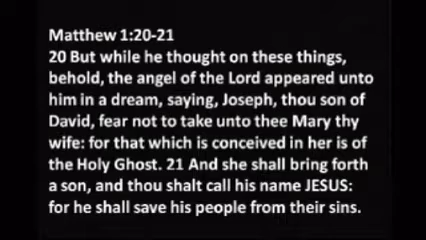 Matthew 1:20-21
20 But while he thought on these things,
behold, the angel of the Lord appeared unto
him in a dream, saying, Joseph, thou son of
David, fear not to take unto thee Mary thy
wife: for that which is conceived in her is of
the Holy Ghost. 21 And she shall bring forth
a son, and thou shalt call his name JESUS:
for he shall save his people from their sins.